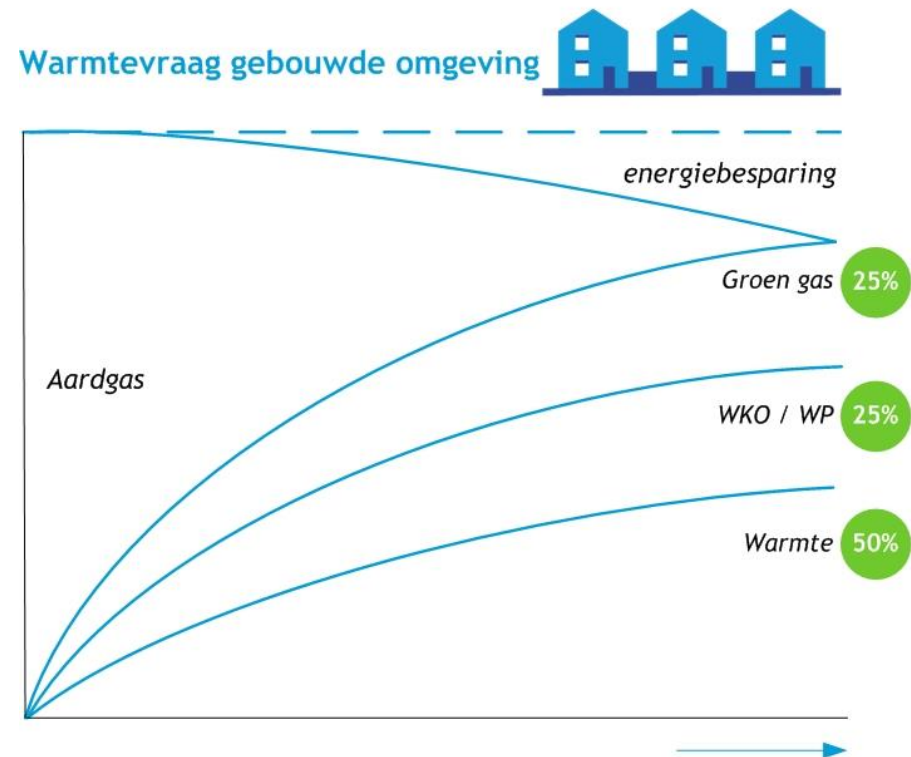 Warmtevraag gebouwde omgeving
energiebesparing
Groen gas 25%
Aardgas
WKO / WP 25%
Warmte 50%